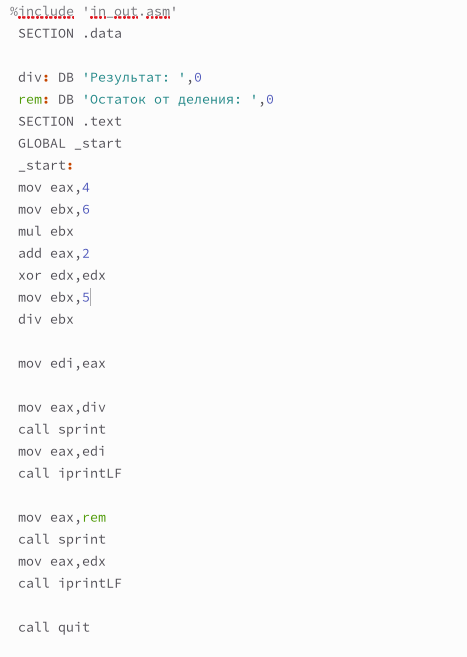 %include 'in_out.asm'
SECTION .data
div: DB 'Результат: ',0
rem: DB 'Остаток от деления: ',0
SECTION .text
GLOBAL _start
_start:
mov eax,4
mov ebx,6
mul ebx
add eax,2
xor edx,edx
mov ebx,5
div ebx
mov edi,eax
mov eax,div
call sprint
mov eax,edi
call iprintLF
mov eax,rem
call sprint
mov eax,edx
call iprintLF
call quit